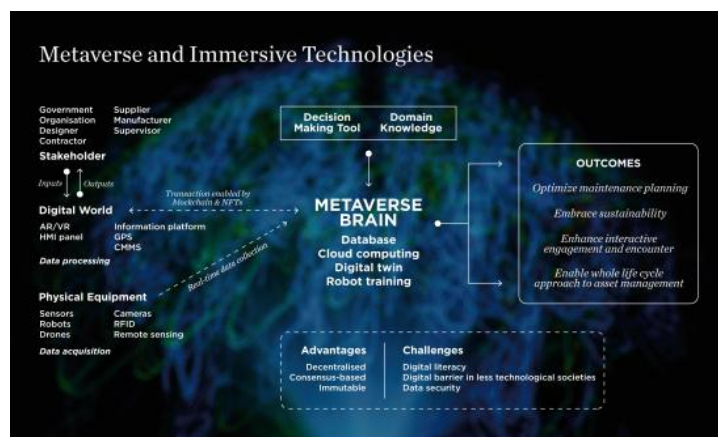 Metaverse and Immersive Technologies
Government
Organisation
Designer
Contractor
Supplier
Manufacturer
Supervisor
Stakeholder
Inputs
Outputs
Digital World
AR/VR
HMI panel
Information platform
GPS
CMMS
Data processing
Physical Equipment
Sensors
Robots
Drones
Cameras
RFID
Remote sensing
Data acquisition
Transaction enabled by
blockchain & NFTs
Real-time data collection
Decision
Making Tool
Domain
Knowledge
METAVERSE
BRAIN
Database
Cloud computing
Digital twin
Robot training
OUTCOMES
Optimize maintenance planning
Embrace sustainability
Enhance interactive
engagement and encounter
Enable whole life cycle
approach to asset management
Advantages
Decentralised
Consensus-based
Immutable
Challenges
Digital literacy
Digital barrier in less technological societies
Data security